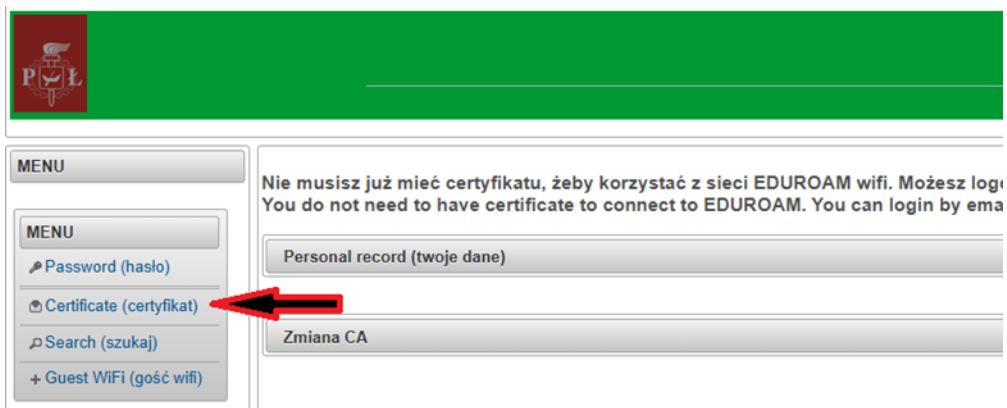 P Ł
MENU
MENU
Password (hasło)
Certificate (certyfikat)
Search (szukaj)
Guest WiFi (gość wifi)
Nie musisz już mieć certyfikatu, żeby korzystać z sieci EDUROAM wifi. Możesz
You do not need to have certificate to connect to EDUROAM. You can login by
Personal record (twoje dane)
Zmiana CA